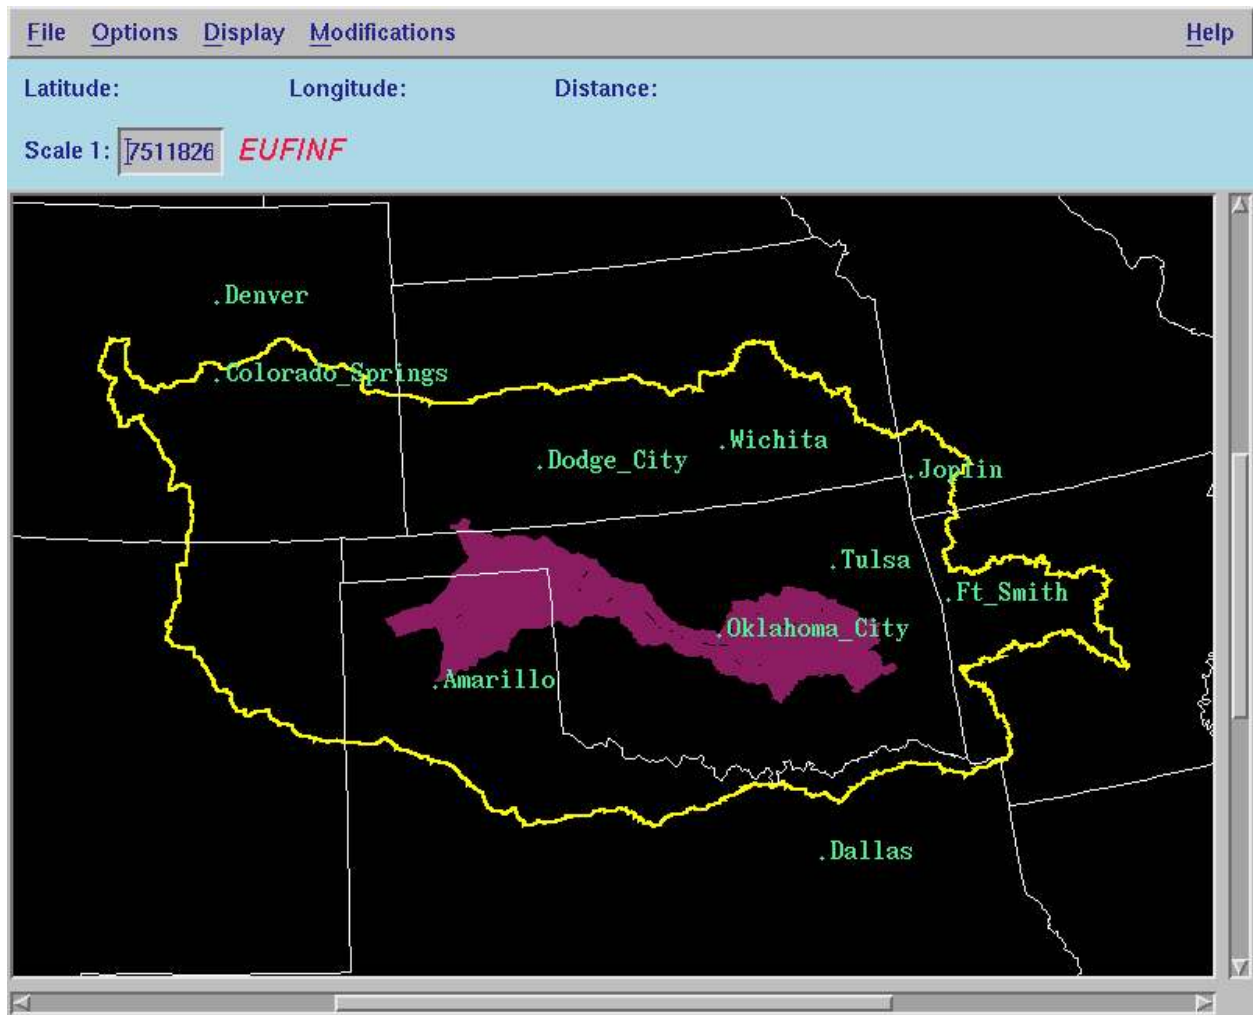 File Options Display Modifications Help
Latitude: Longitude: Distance:
Scale 1: 7511826 EUFINF
.Denver
.Colorado_Springs
.Wichita
.Dodge_City
.Joplin
.Tulsa
.Ft_Smith
.Oklahoma_City
.Amarillo
.Dallas